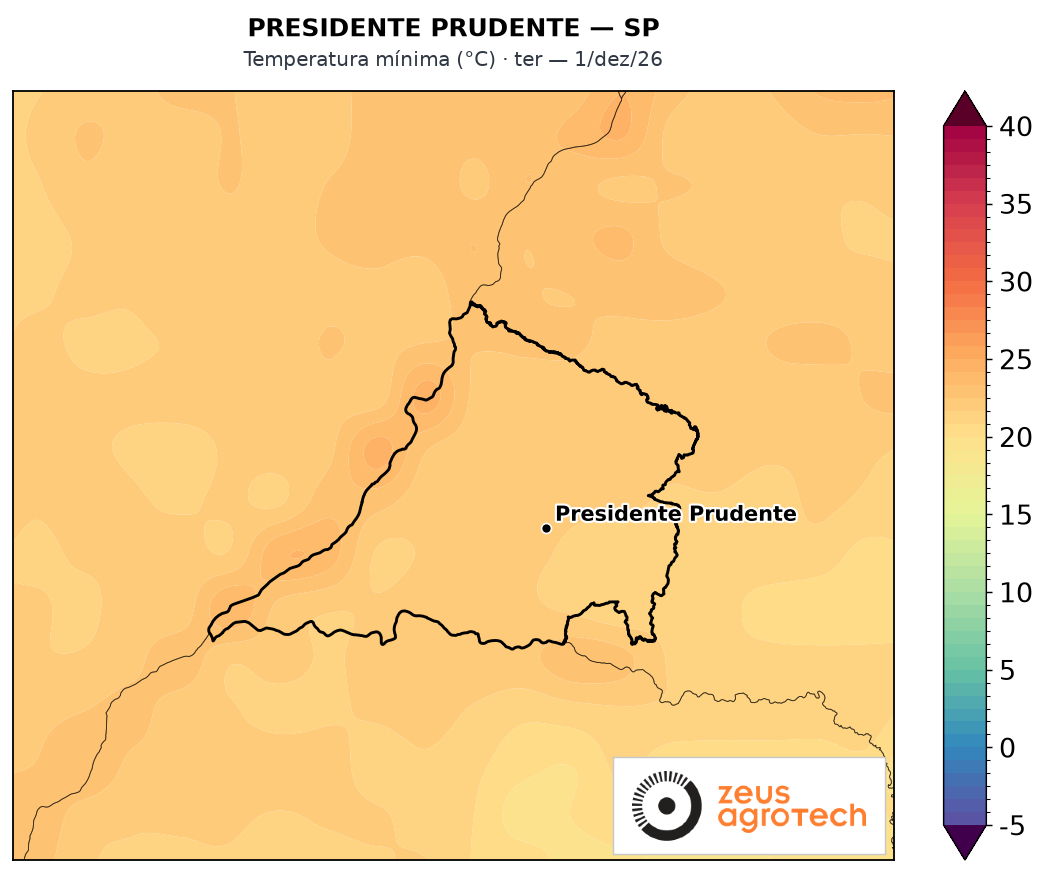 PRESIDENTE PRUDENTE — SP
Temperatura mínima (°C) · ter — 1/dez/26
40
35
30
25
20
15
10
5
0
-5
Presidente Prudente
zeus
agrotech